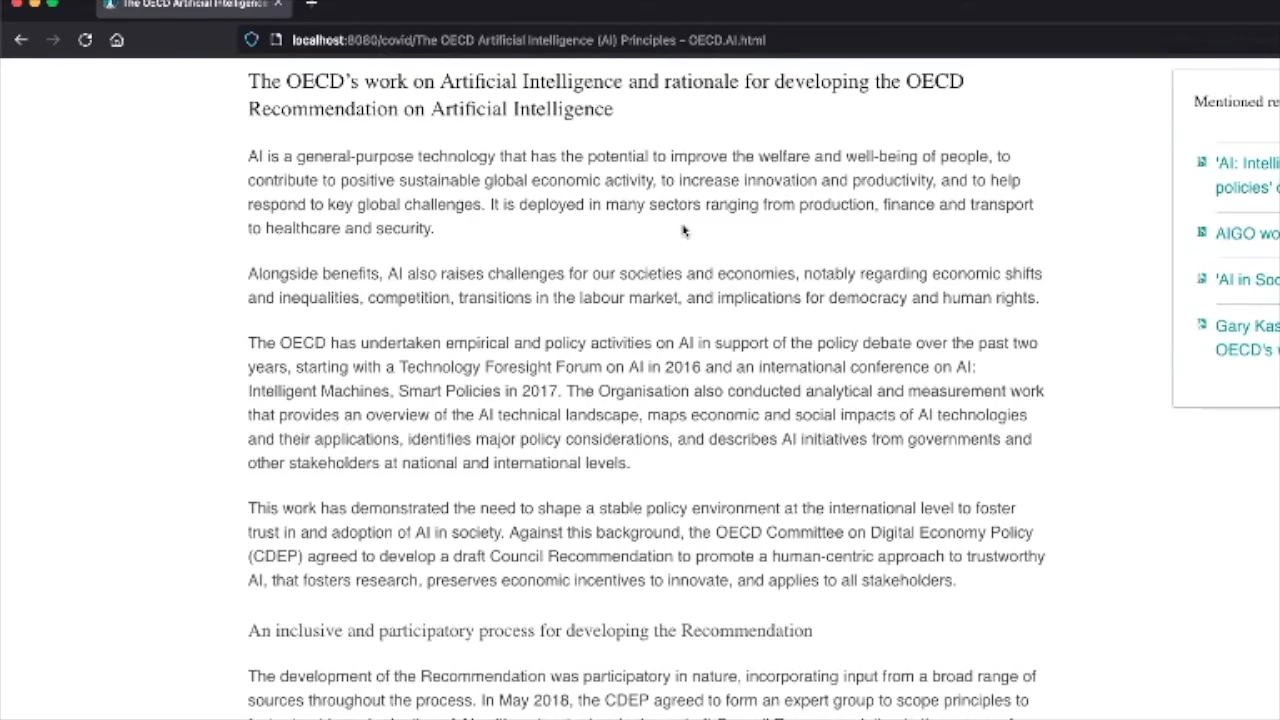 The OECD Artificial Intelligence
localhost:8080/covid/The OECD Artificial Intelligence (AI) Principles – OECD.AI.html
The OECD's work on Artificial Intelligence and rationale for developing the OECD
Recommendation on Artificial Intelligence
AI is a general-purpose technology that has the potential to improve the welfare and well-being of people, to
contribute to positive sustainable global economic activity, to increase innovation and productivity, and to help
respond to key global challenges. It is deployed in many sectors ranging from production, finance and transport
to healthcare and security.
Alongside benefits, AI also raises challenges for our societies and economies, notably regarding economic shifts
and inequalities, competition, transitions in the labour market, and implications for democracy and human rights.
The OECD has undertaken empirical and policy activities on AI in support of the policy debate over the past two
years, starting with a Technology Foresight Forum on AI in 2016 and an international conference on AI:
Intelligent Machines, Smart Policies in 2017. The Organisation also conducted analytical and measurement work
that provides an overview of the AI technical landscape, maps economic and social impacts of AI technologies
and their applications, identifies major policy considerations, and describes AI initiatives from governments and
other stakeholders at national and international levels.
This work has demonstrated the need to shape a stable policy environment at the international level to foster
trust in and adoption of AI in society. Against this background, the OECD Committee on Digital Economy Policy
(CDEP) agreed to develop a draft Council Recommendation to promote a human-centric approach to trustworthy
AI, that fosters research, preserves economic incentives to innovate, and applies to all stakeholders.
An inclusive and participatory process for developing the Recommendation
The development of the Recommendation was participatory in nature, incorporating input from a broad range of
sources throughout the process. In May 2018, the CDEP agreed to form an expert group to scope principles to
Mentioned re
'AI: Intelli
policies' c
AIGO wo
'AI in Soc
Gary Kas
OECD's